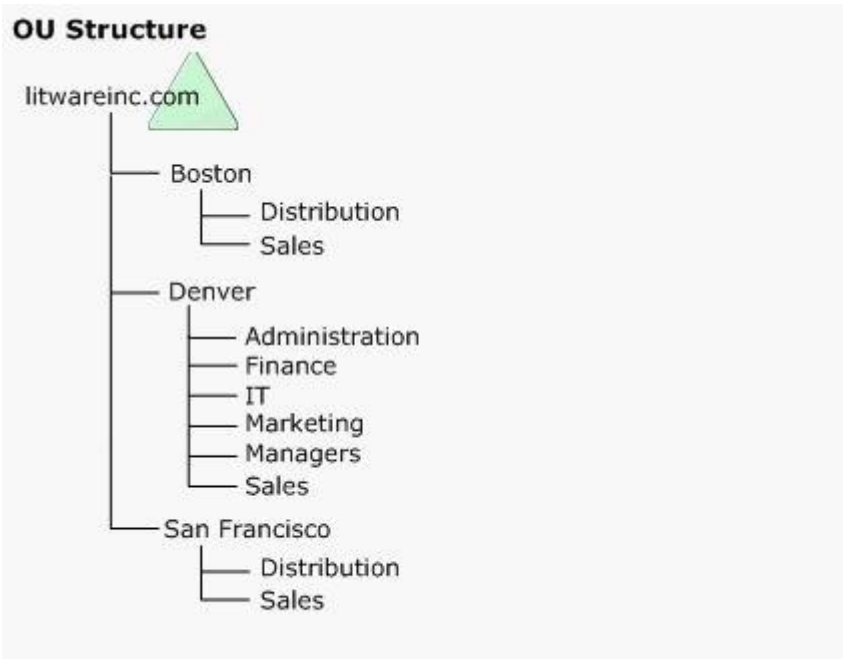 OU Structure
litwareinc.com
Boston
Distribution
Sales
Denver
Administration
Finance
IT
Marketing
Managers
Sales
San Francisco
Distribution
Sales